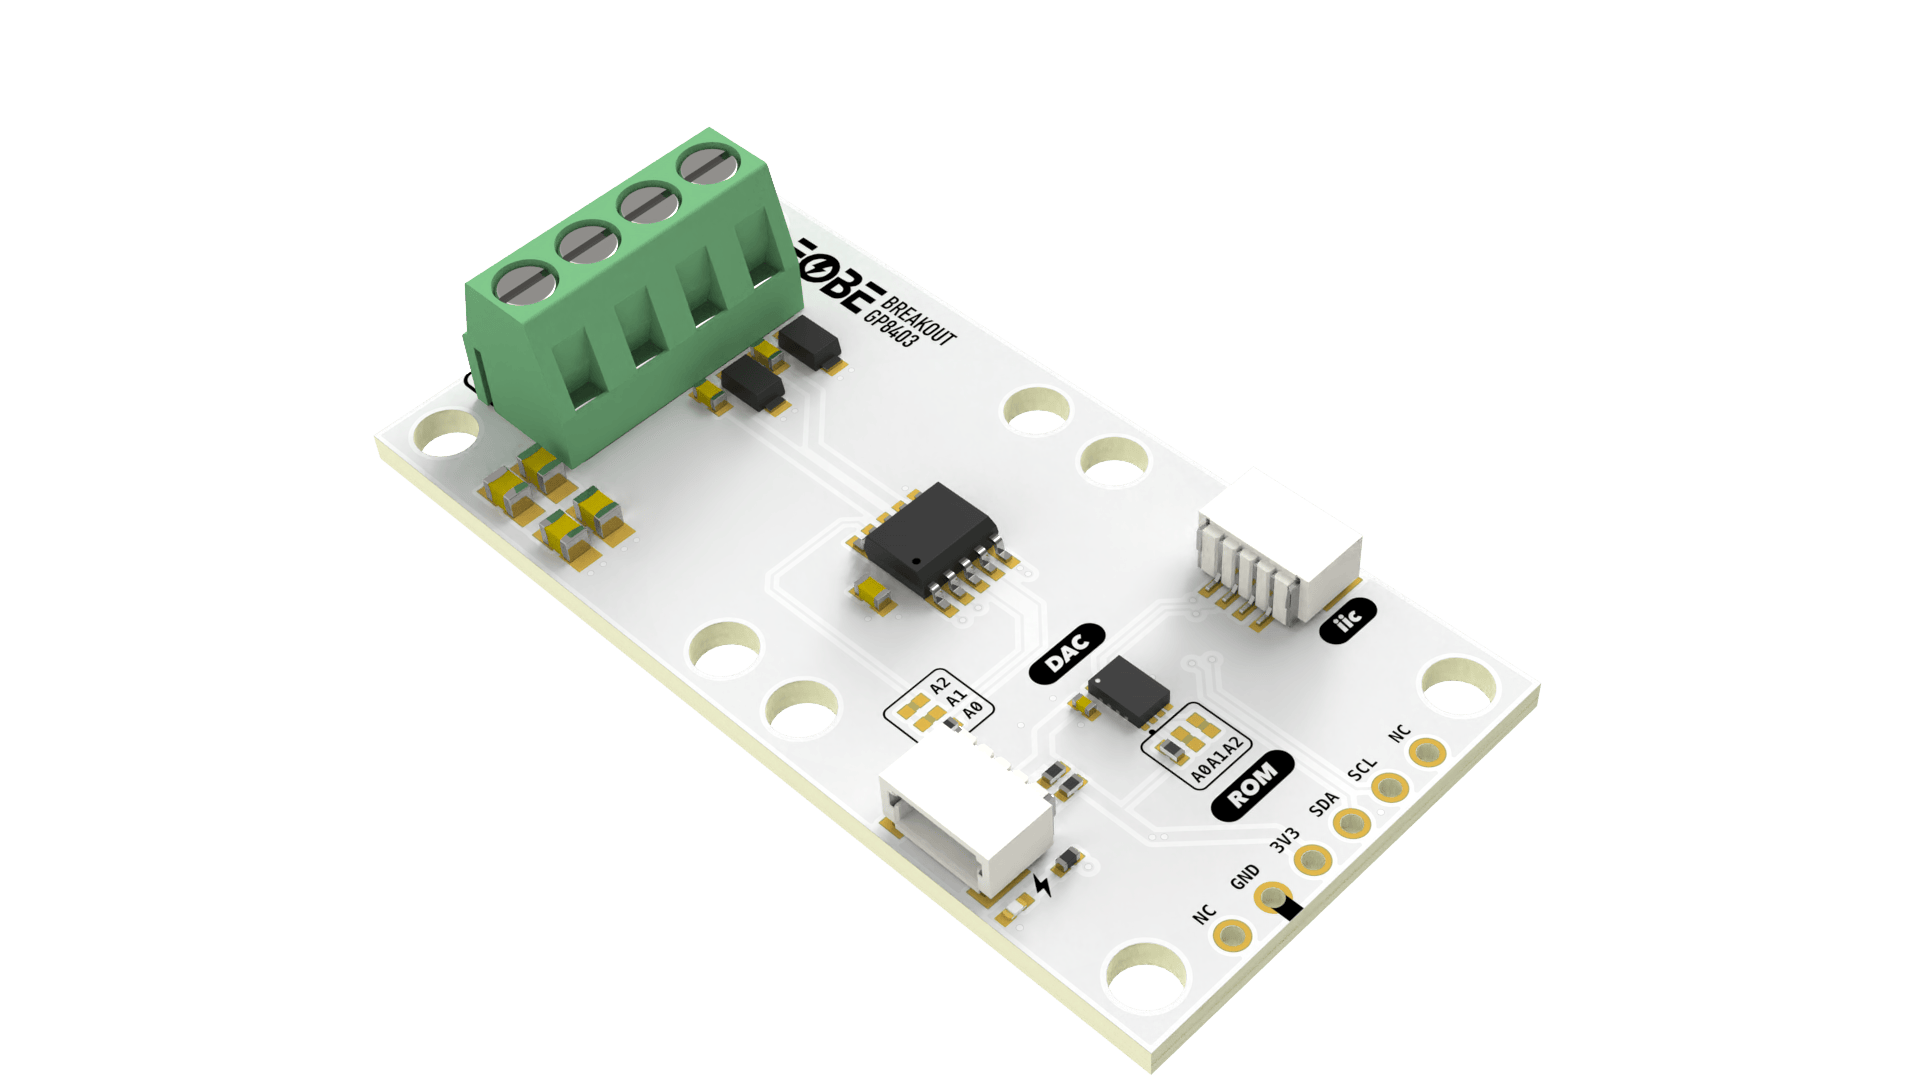 BREAKOUT
GP8403
DAC
iic
A2
A1
A0
A0A1A2
ROM
NC
SCL
SDA
3V3
GND
NC